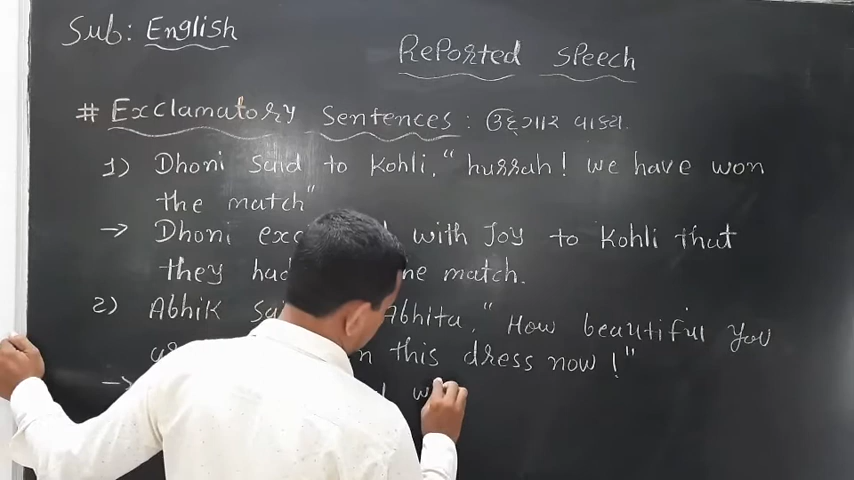 Sub: English
Reported Speech
# Exclamatory Sentences: ઉદ્દગાર વાક્ય.
1) Dhoni said to Kohli, "hurrah! we have won
the match"
→ Dhoni with Joy to Kohli that
they had match.
2) Abhik Abhita, "How beautiful you
this dress now!"
→